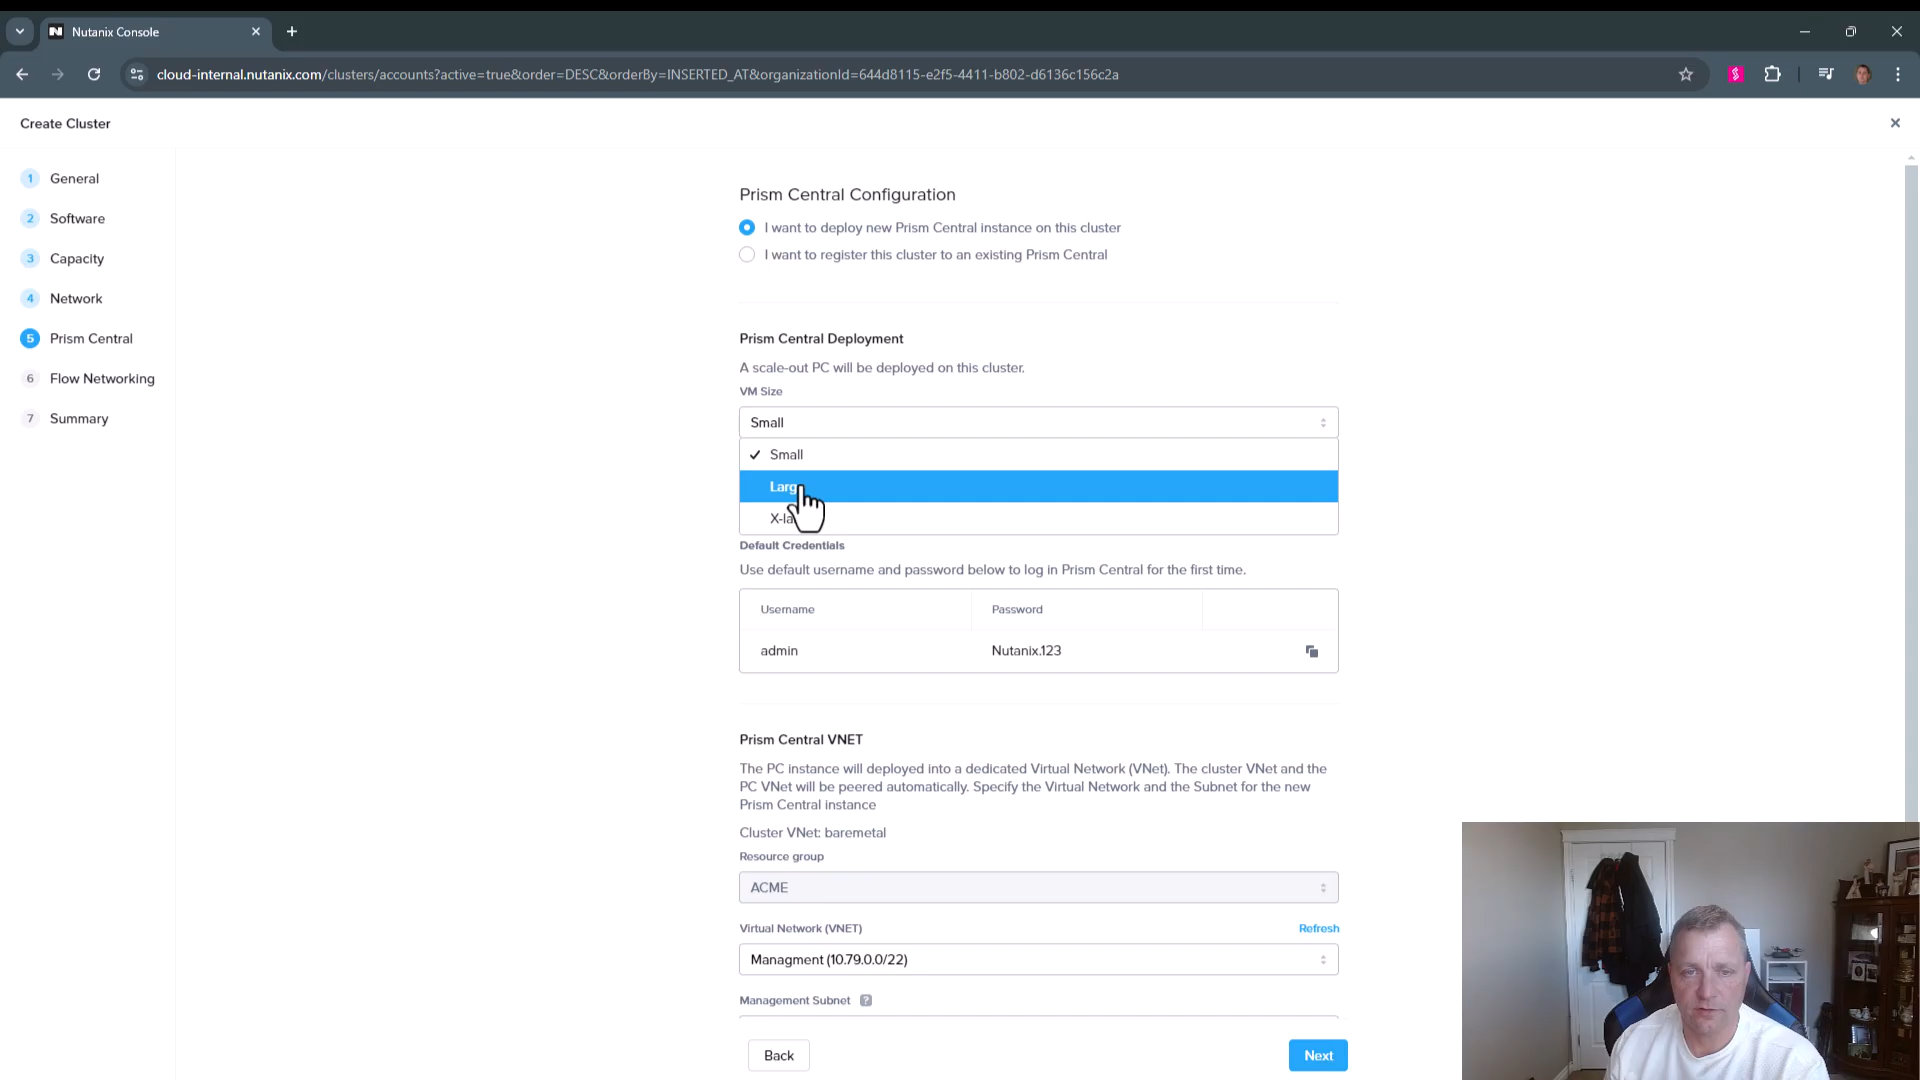 Nutanix Console
cloud-internal.nutanix.com/clusters/accounts?active=true&order=DESC&orderBy=INSERTED_AT&organizationId=644d8115-e2f5-4411-b802-d6136c156c2a
Create Cluster
1 General
2 Software
3 Capacity
4 Network
5 Prism Central
6 Flow Networking
7 Summary
Prism Central Configuration
I want to deploy new Prism Central instance on this cluster
I want to register this cluster to an existing Prism Central
Prism Central Deployment
A scale-out PC will be deployed on this cluster.
VM Size
Small
Small
Default Credentials
Use default username and password below to log in Prism Central for the first time.
Username Password
admin Nutanix.123
Prism Central VNET
The PC instance will deployed into a dedicated Virtual Network (VNet). The cluster VNet and the
PC VNet will be peered automatically. Specify the Virtual Network and the Subnet for the new
Prism Central instance
Cluster VNet: baremetal
Resource group
ACME
Virtual Network (VNET) Refresh
Managment (10.79.0.0/22)
Management Subnet ?
Back Next